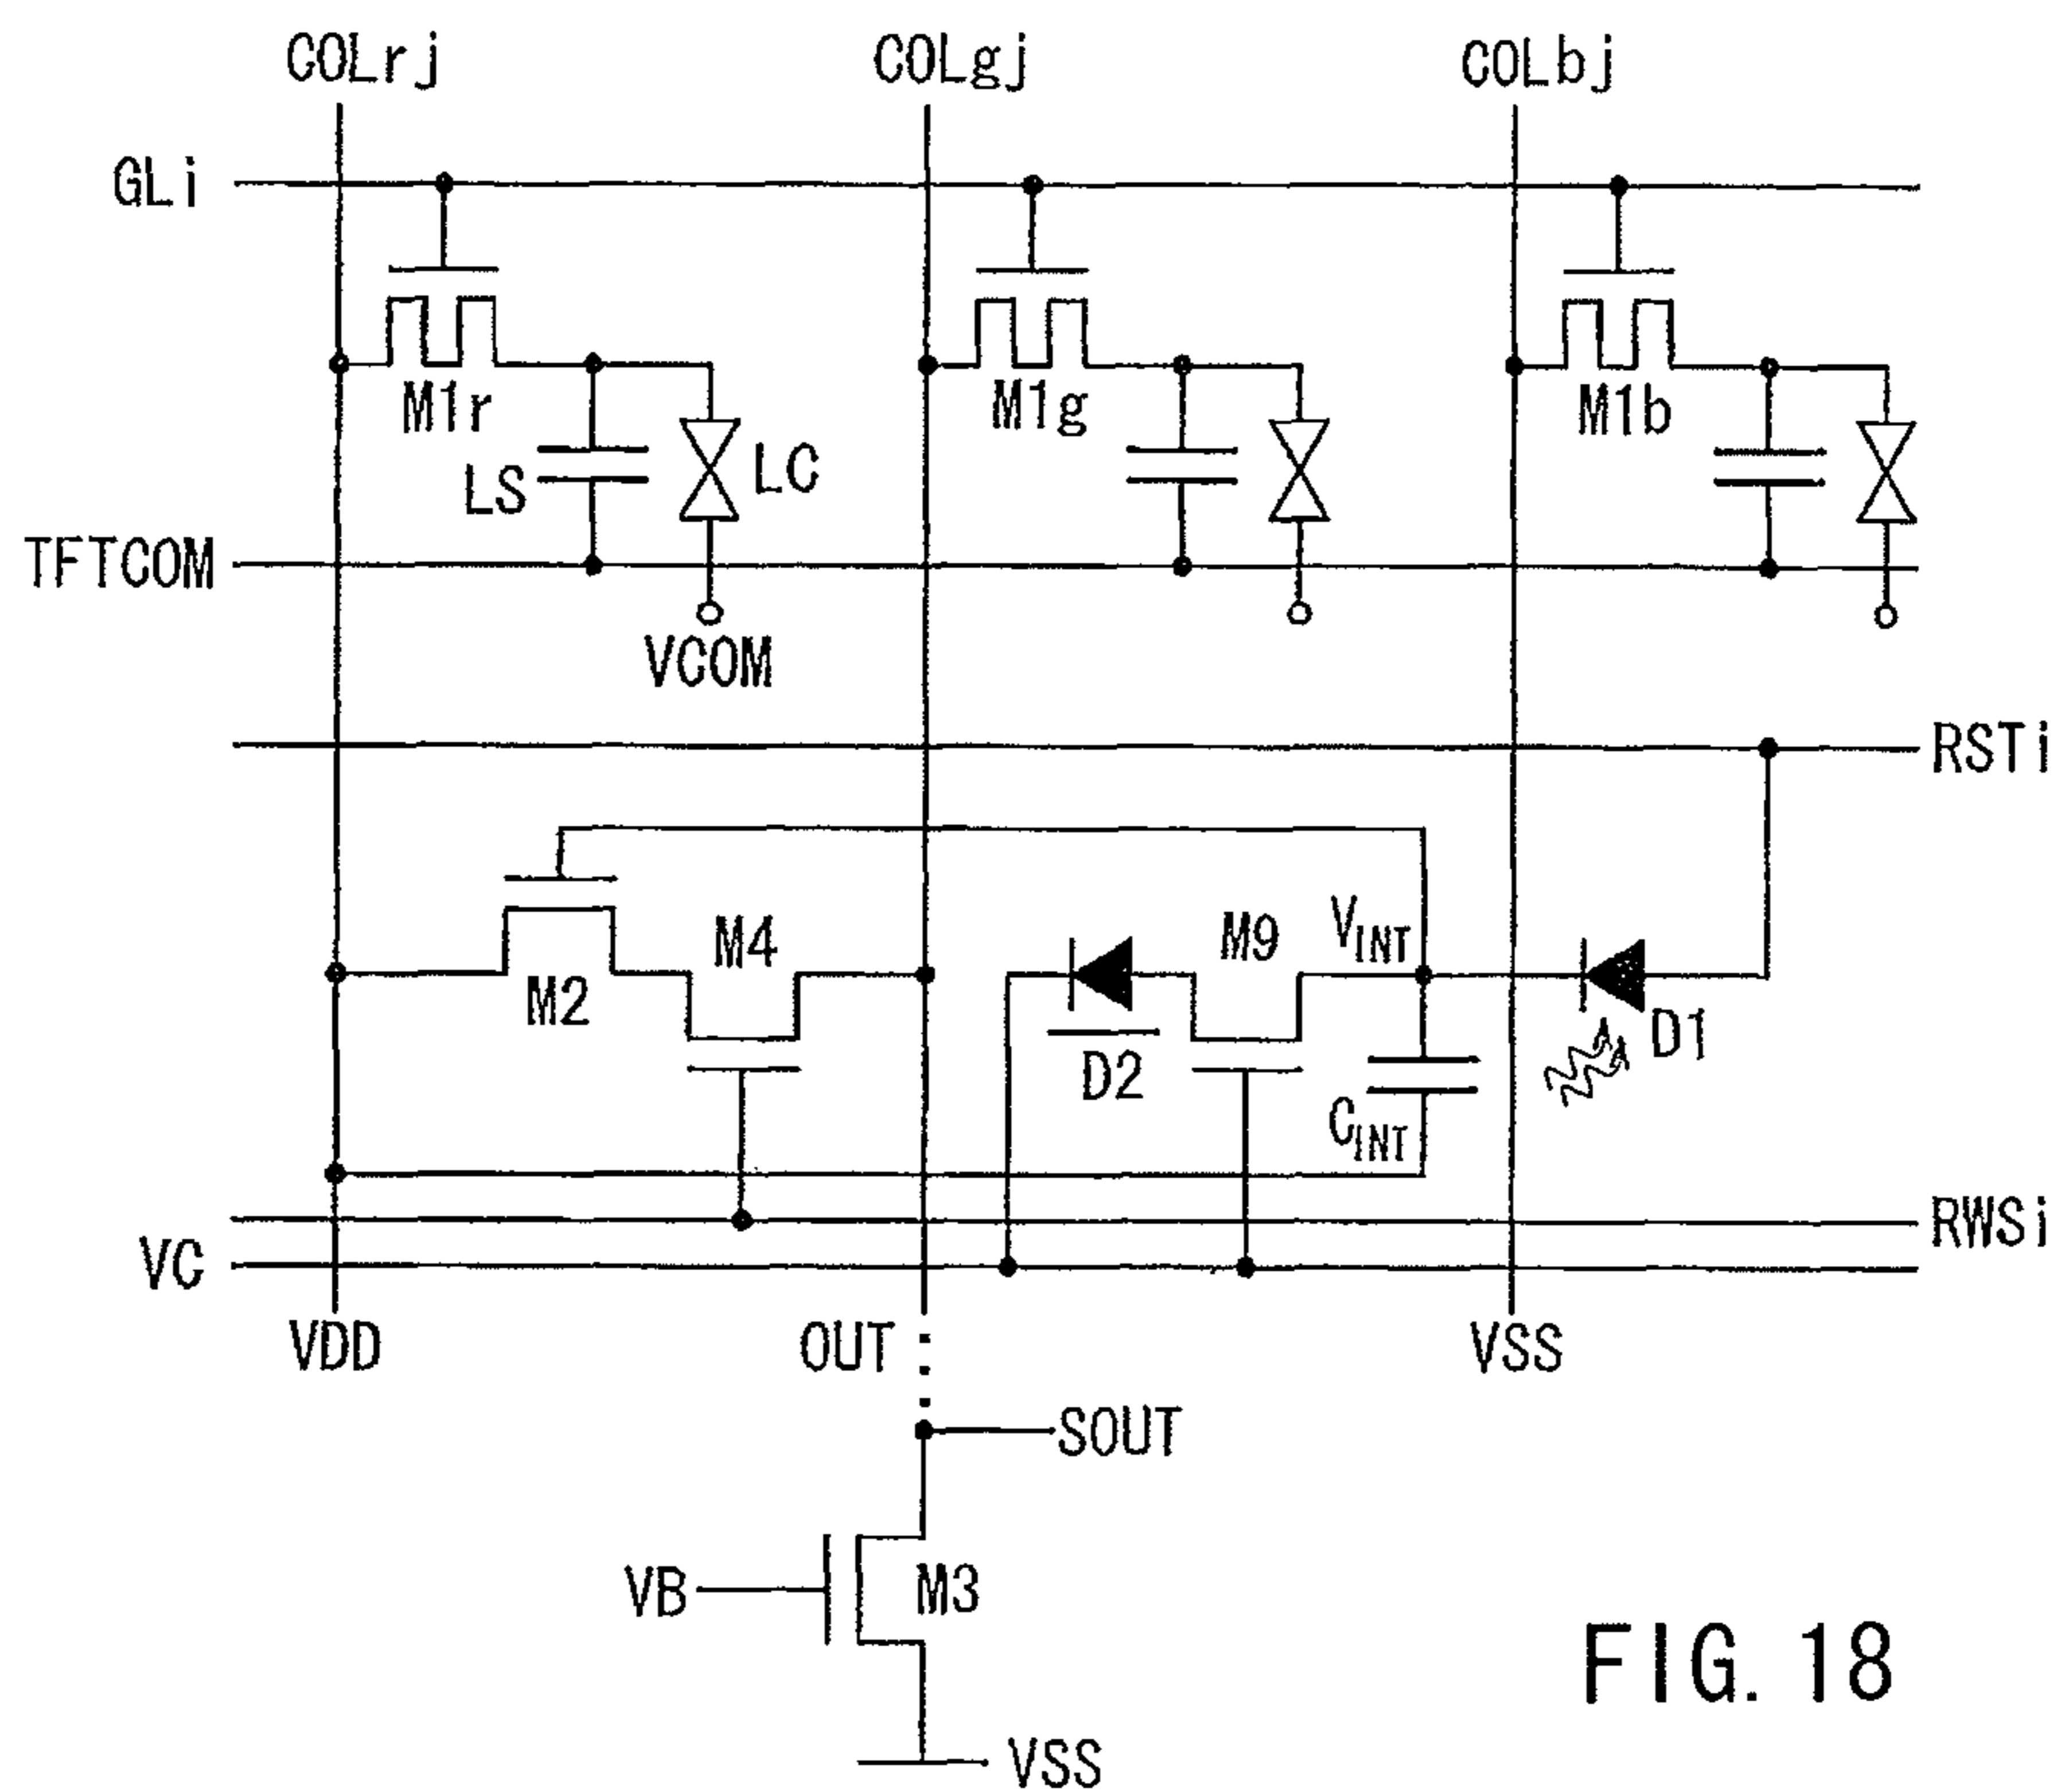 COLrj COLgj COLbj
GLi
M1r M1g M1b
LS LC
TFTCOM
VCOM
RSTi
M2 M4 M9 VINT D1
D2
CINT
RWSi
VC
VDD OUT VSS
SOUT
VB M3
VSS
FIG. 18